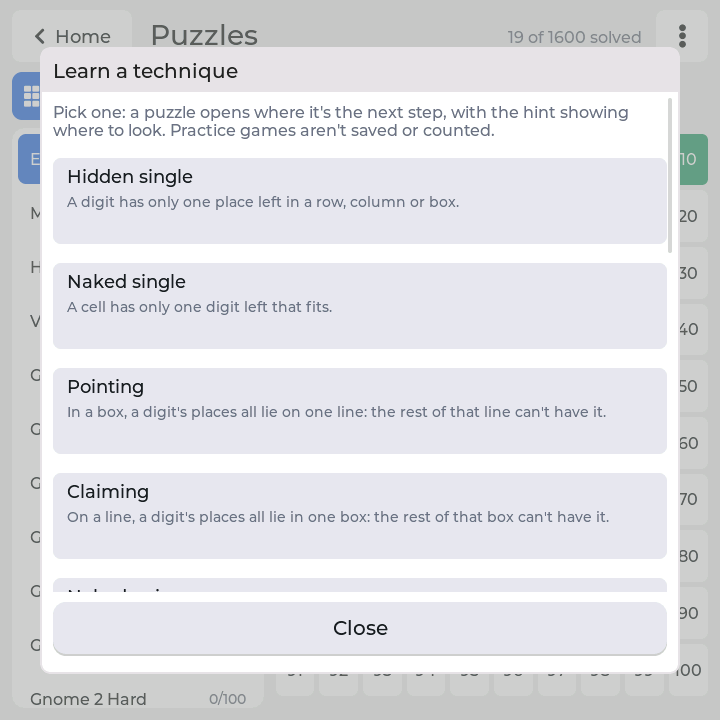 Home
Puzzles
19 of 1600 solved
Learn a technique
Pick one: a puzzle opens where it's the next step, with the hint showing
where to look. Practice games aren't saved or counted.
Hidden single
A digit has only one place left in a row, column or box.
Naked single
A cell has only one digit left that fits.
Pointing
In a box, a digit's places all lie on one line: the rest of that line can't have it.
Claiming
On a line, a digit's places all lie in one box: the rest of that box can't have it.
Close
10
20
30
40
50
60
70
80
90
100
Gnome 2 Hard
0/100